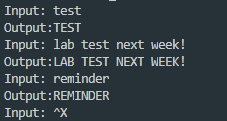 Input: test
Output:TEST
Input: lab test next week!
Output:LAB TEST NEXT WEEK!
Input: reminder
Output:REMINDER
Input: ^X